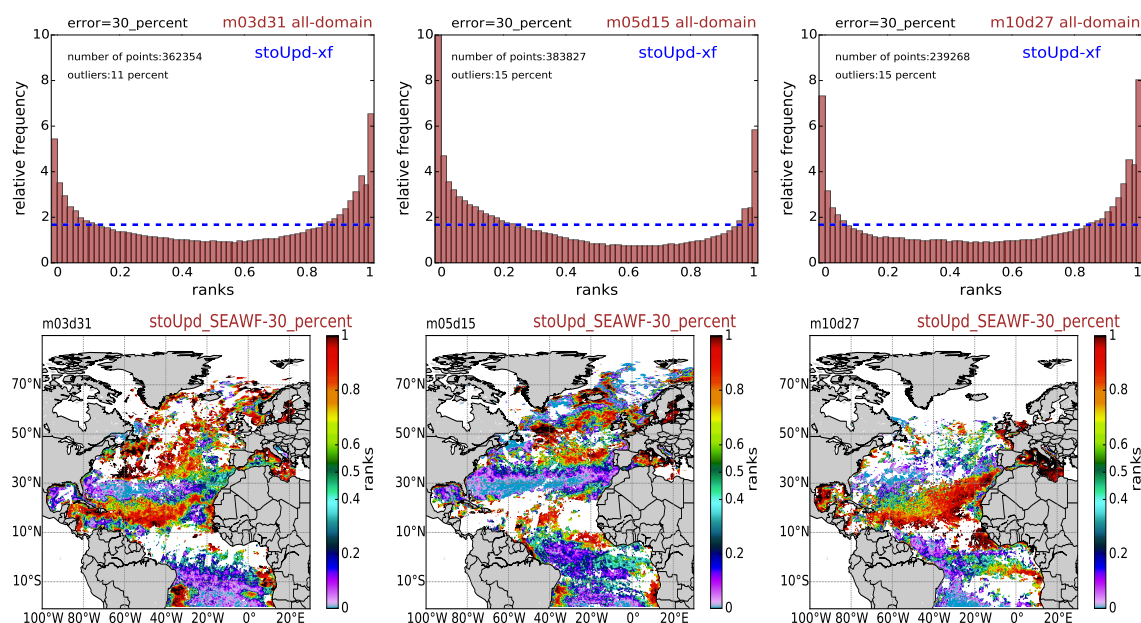 error=30_percent m03d31 all-domain
number of points:362354
outliers:11 percent
stoUpd-xf
relative frequency
10
8
6
4
2
0
0 0.2 0.4 0.6 0.8 1
ranks
error=30_percent m05d15 all-domain
number of points:383827
outliers:15 percent
stoUpd-xf
relative frequency
10
8
6
4
2
0
0 0.2 0.4 0.6 0.8 1
ranks
error=30_percent m10d27 all-domain
number of points:239268
outliers:15 percent
stoUpd-xf
relative frequency
10
8
6
4
2
0
0 0.2 0.4 0.6 0.8 1
ranks
m03d31 stoUpd_SEAWF-30_percent
70°N
50°N
30°N
10°N
10°S
100°W 80°W 60°W 40°W 20°W 0° 20°E
1
0.8
0.6
0.5
0.4
0.2
0
ranks
m05d15 stoUpd_SEAWF-30_percent
70°N
50°N
30°N
10°N
10°S
100°W 80°W 60°W 40°W 20°W 0° 20°E
1
0.8
0.6
0.5
0.4
0.2
0
ranks
m10d27 stoUpd_SEAWF-30_percent
70°N
50°N
30°N
10°N
10°S
100°W 80°W 60°W 40°W 20°W 0° 20°E
1
0.8
0.6
0.5
0.4
0.2
0
ranks